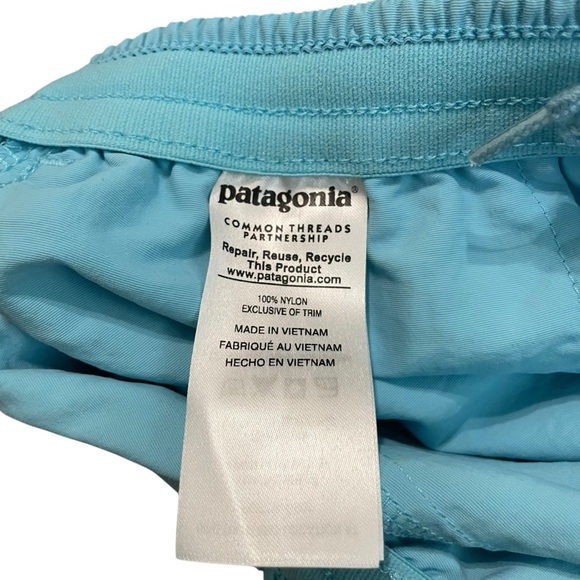 patagonia®
COMMON THREADS
PARTNERSHIP
Repair, Reuse, Recycle
This Product
www.patagonia.com
100% NYLON
EXCLUSIVE OF TRIM
MADE IN VIETNAM
FABRIQUÉ AU VIETNAM
HECHO EN VIETNAM